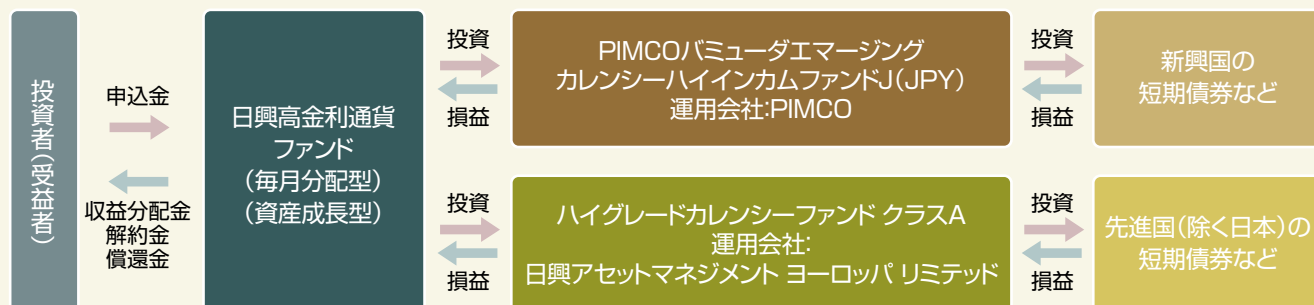 投資者(受益者)
申込金
収益分配金
解約金
償還金
日興高金利通貨
ファンド
(毎月分配型)
(資産成長型)
投資
損益
PIMCOバミューダエマージング
カレンシーハイインカムファンドJ(JPY)
運用会社:PIMCO
投資
損益
新興国の
短期債券など
投資
損益
ハイグレードカレンシーファンド クラスA
運用会社:
日興アセットマネジメント ヨーロッパ リミテッド
投資
損益
先進国(除く日本)の
短期債券など